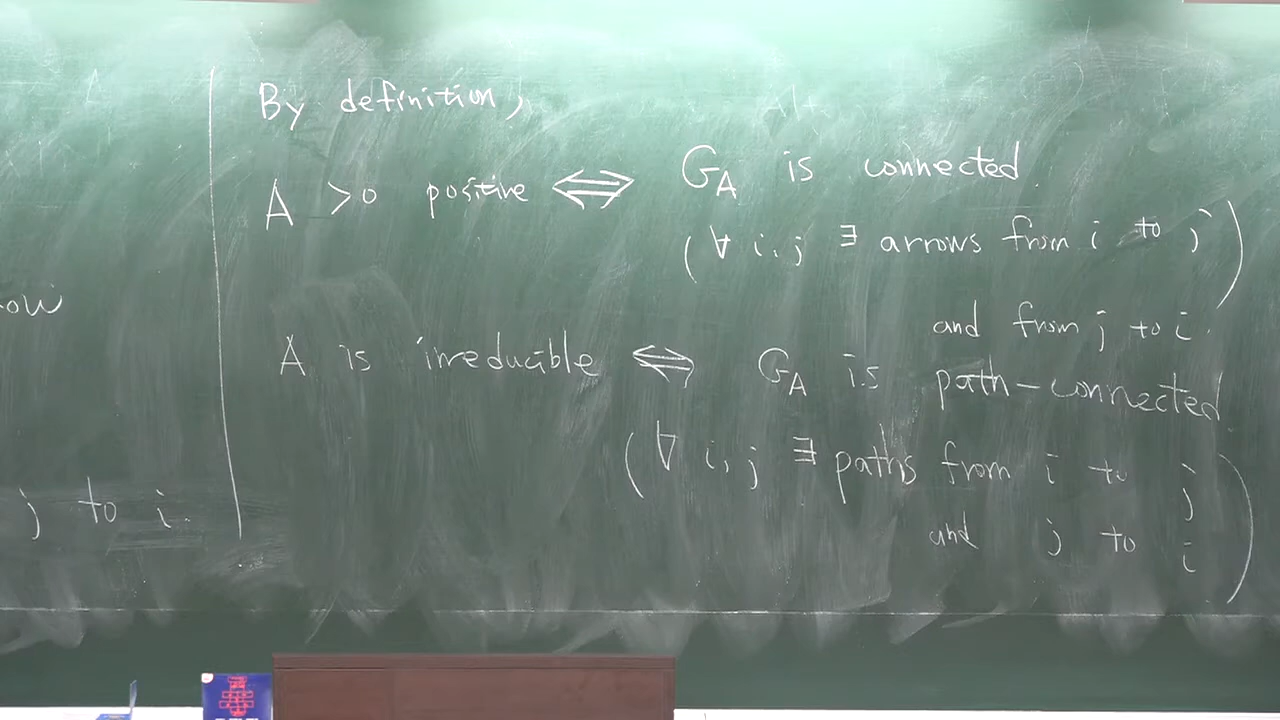 ow
j to i.
By definition,
A >0 positive ⟺ G_A is connected.
(∀ i, j ∃ arrows from i to j
and from j to i.)
A is irreducible ⟺ G_A is path-connected.
(∀ i, j ∃ paths from i to j
and j to i)